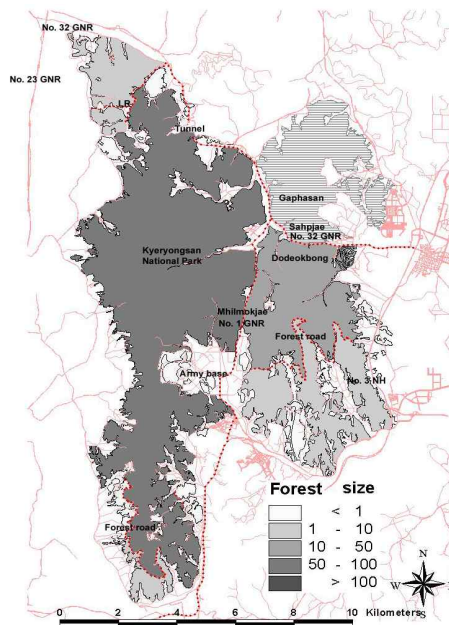 No. 32 GNR
No. 23 GNR
LR
Tunnel
Gaphasan
Sahpjae
No. 32 GNR
Kyeryongsan
National Park
Dodeokbong
Mhilmokjae
No. 1 GNR
Forest road
Army base
No. 3 NH
Forest road
Forest size
< 1
1 - 10
10 - 50
50 - 100
> 100
N
W E
S
0 2 4 6 8 10 Kilometers